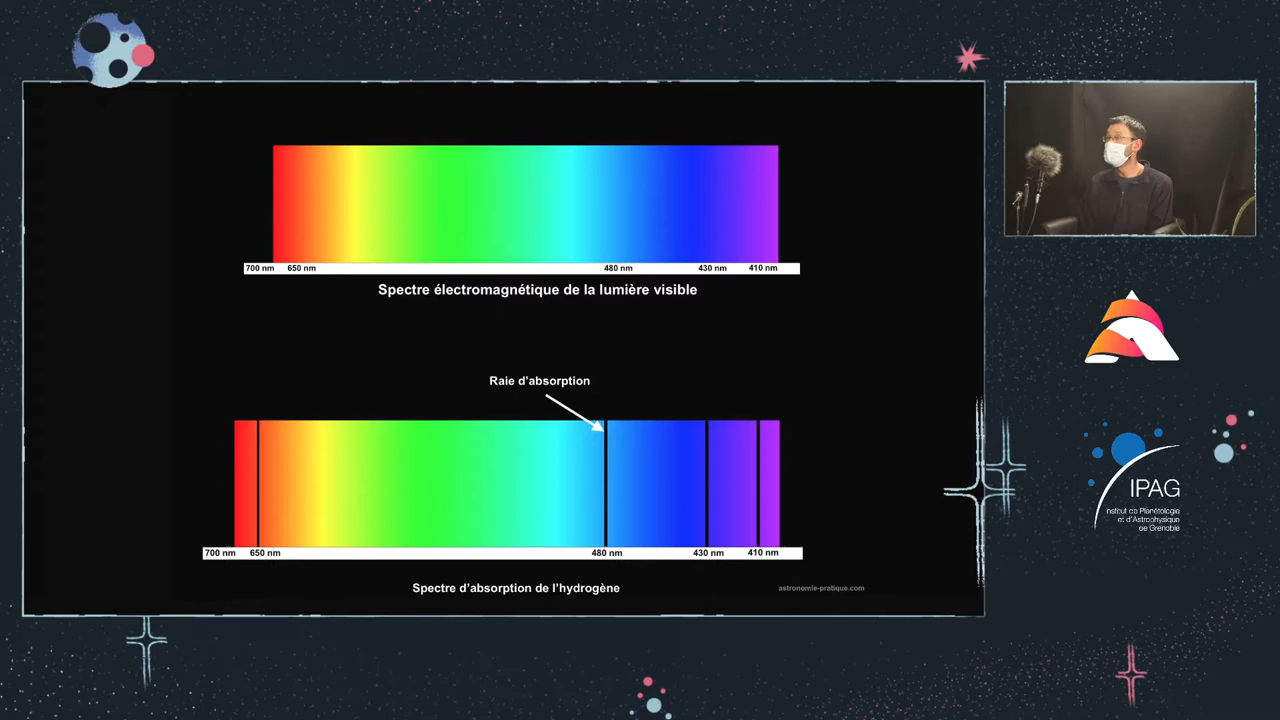 700 nm 650 nm 480 nm 430 nm 410 nm
Spectre électromagnétique de la lumière visible
Raie d'absorption
700 nm 650 nm 480 nm 430 nm 410 nm
Spectre d'absorption de l'hydrogène
astronomie-pratique.com
IPAG
Institut de Planétologie
et d'Astrophysique
de Grenoble